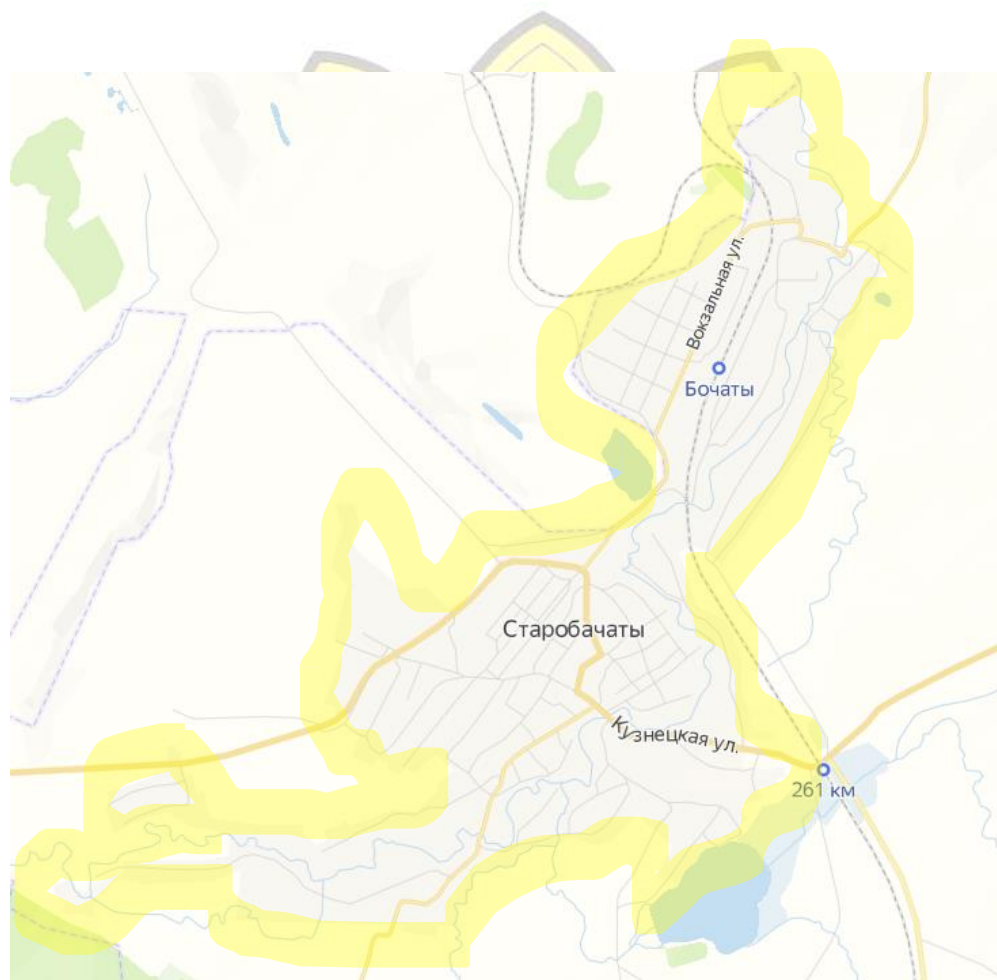 Вокзальная ул.
Бочаты
Старобачаты
Кузнецкая ул.
261 км